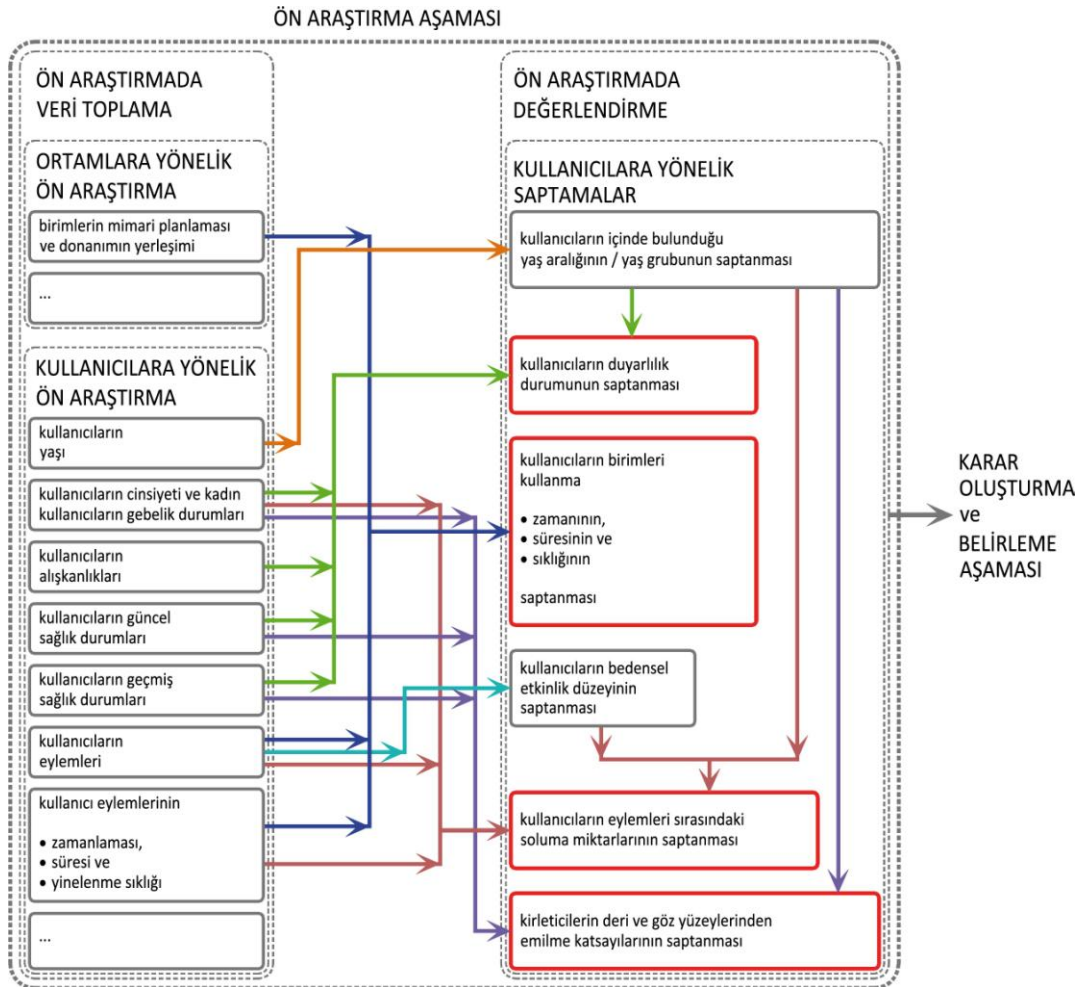 ÖN ARAŞTIRMA AŞAMASI
ÖN ARAŞTIRMADA
VERİ TOPLAMA
ORTAMLARA YÖNELİK
ÖN ARAŞTIRMA
birimlerin mimari planlaması
ve donanımın yerleşimi
...
KULLANICILARA YÖNELİK
ÖN ARAŞTIRMA
kullanıcıların
yaşı
kullanıcıların cinsiyeti ve kadın
kullanıcıların gebelik durumları
kullanıcıların
alışkanlıkları
kullanıcıların güncel
sağlık durumları
kullanıcıların geçmiş
sağlık durumları
kullanıcıların
eylemleri
kullanıcı eylemlerinin
• zamanlaması,
• süresi ve
• yinelenme sıklığı
...
ÖN ARAŞTIRMADA
DEĞERLENDİRME
KULLANICILARA YÖNELİK
SAPTAMALAR
kullanıcıların içinde bulunduğu
yaş aralığının / yaş grubunun saptanması
kullanıcıların duyarlılık
durumunun saptanması
kullanıcıların birimleri
kullanma
• zamanının,
• süresinin ve
• sıklığının
saptanması
kullanıcıların bedensel
etkinlik düzeyinin
saptanması
kullanıcıların eylemleri sırasındaki
soluma miktarlarının saptanması
kirleticilerin deri ve göz yüzeylerinden
emilme katsayılarının saptanması
KARAR
OLUŞTURMA
ve
BELİRLEME
AŞAMASI